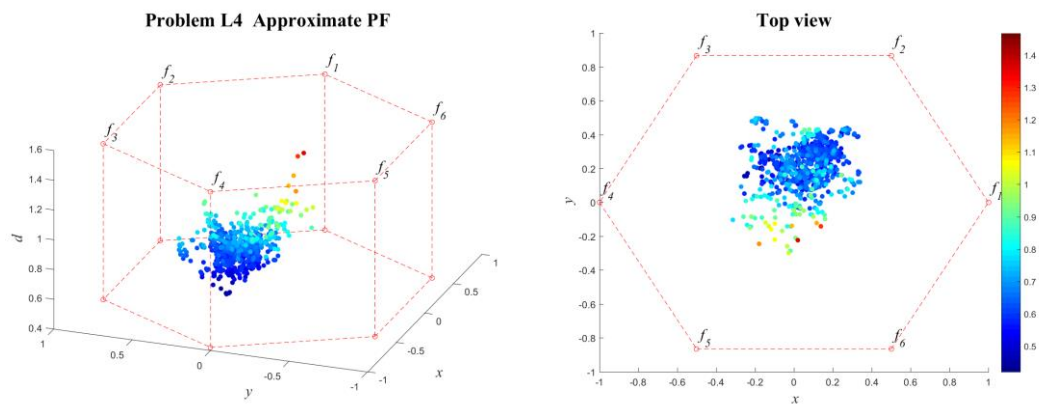 Problem L4 Approximate PF
f1
f2
f6
f3
f5
f4
1.6
1.4
1.2
1
0.8
0.6
0.4
d
1
0.5
0
-0.5
-1
y
1
0.5
0
-0.5
-1
x
Top view
1
0.8
0.6
0.4
0.2
0
-0.2
-0.4
-0.6
-0.8
-1
y
f3
f2
f4
f1
f5
f6
-1 -0.8 -0.6 -0.4 -0.2 0 0.2 0.4 0.6 0.8 1
x
1.4
1.3
1.2
1.1
1
0.9
0.8
0.7
0.6
0.5